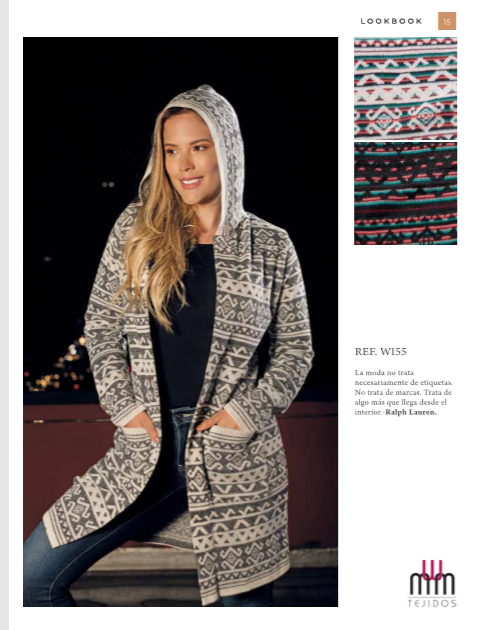 LOOKBOOK 15
REF. W155
La moda no trata
necesariamente de etiquetas.
No trata de marcas. Trata de
algo más que llega desde el
interior.-Ralph Lauren.
mym
TEJIDOS